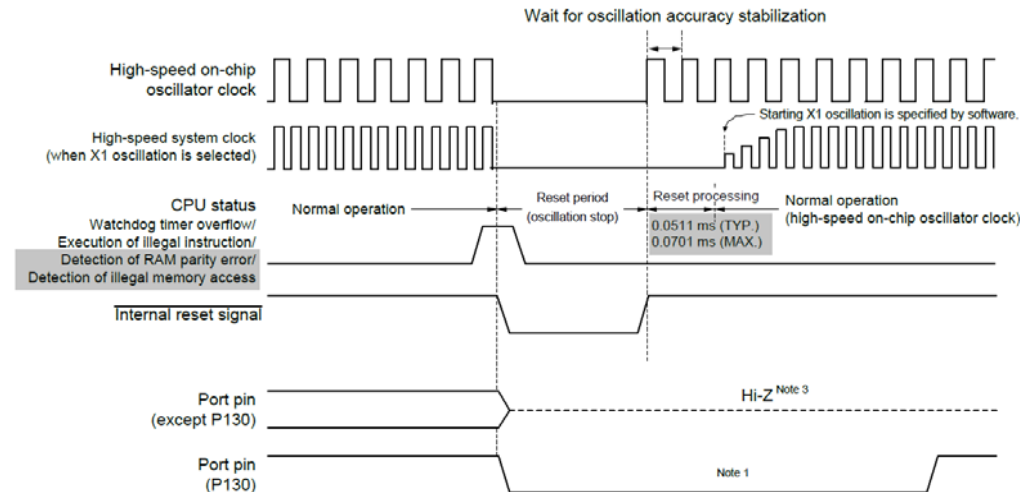 Wait for oscillation accuracy stabilization
High-speed on-chip
oscillator clock
Starting X1 oscillation is specified by software.
High-speed system clock
(when X1 oscillation is selected)
CPU status
Normal operation
Reset period
(oscillation stop)
Reset processing
0.0511 ms (TYP.)
0.0701 ms (MAX.)
Normal operation
(high-speed on-chip oscillator clock)
Watchdog timer overflow/
Execution of illegal instruction/
Detection of RAM parity error/
Detection of illegal memory access
Internal reset signal
Port pin
(except P130)
Hi-Z Note 3
Port pin
(P130)
Note 1